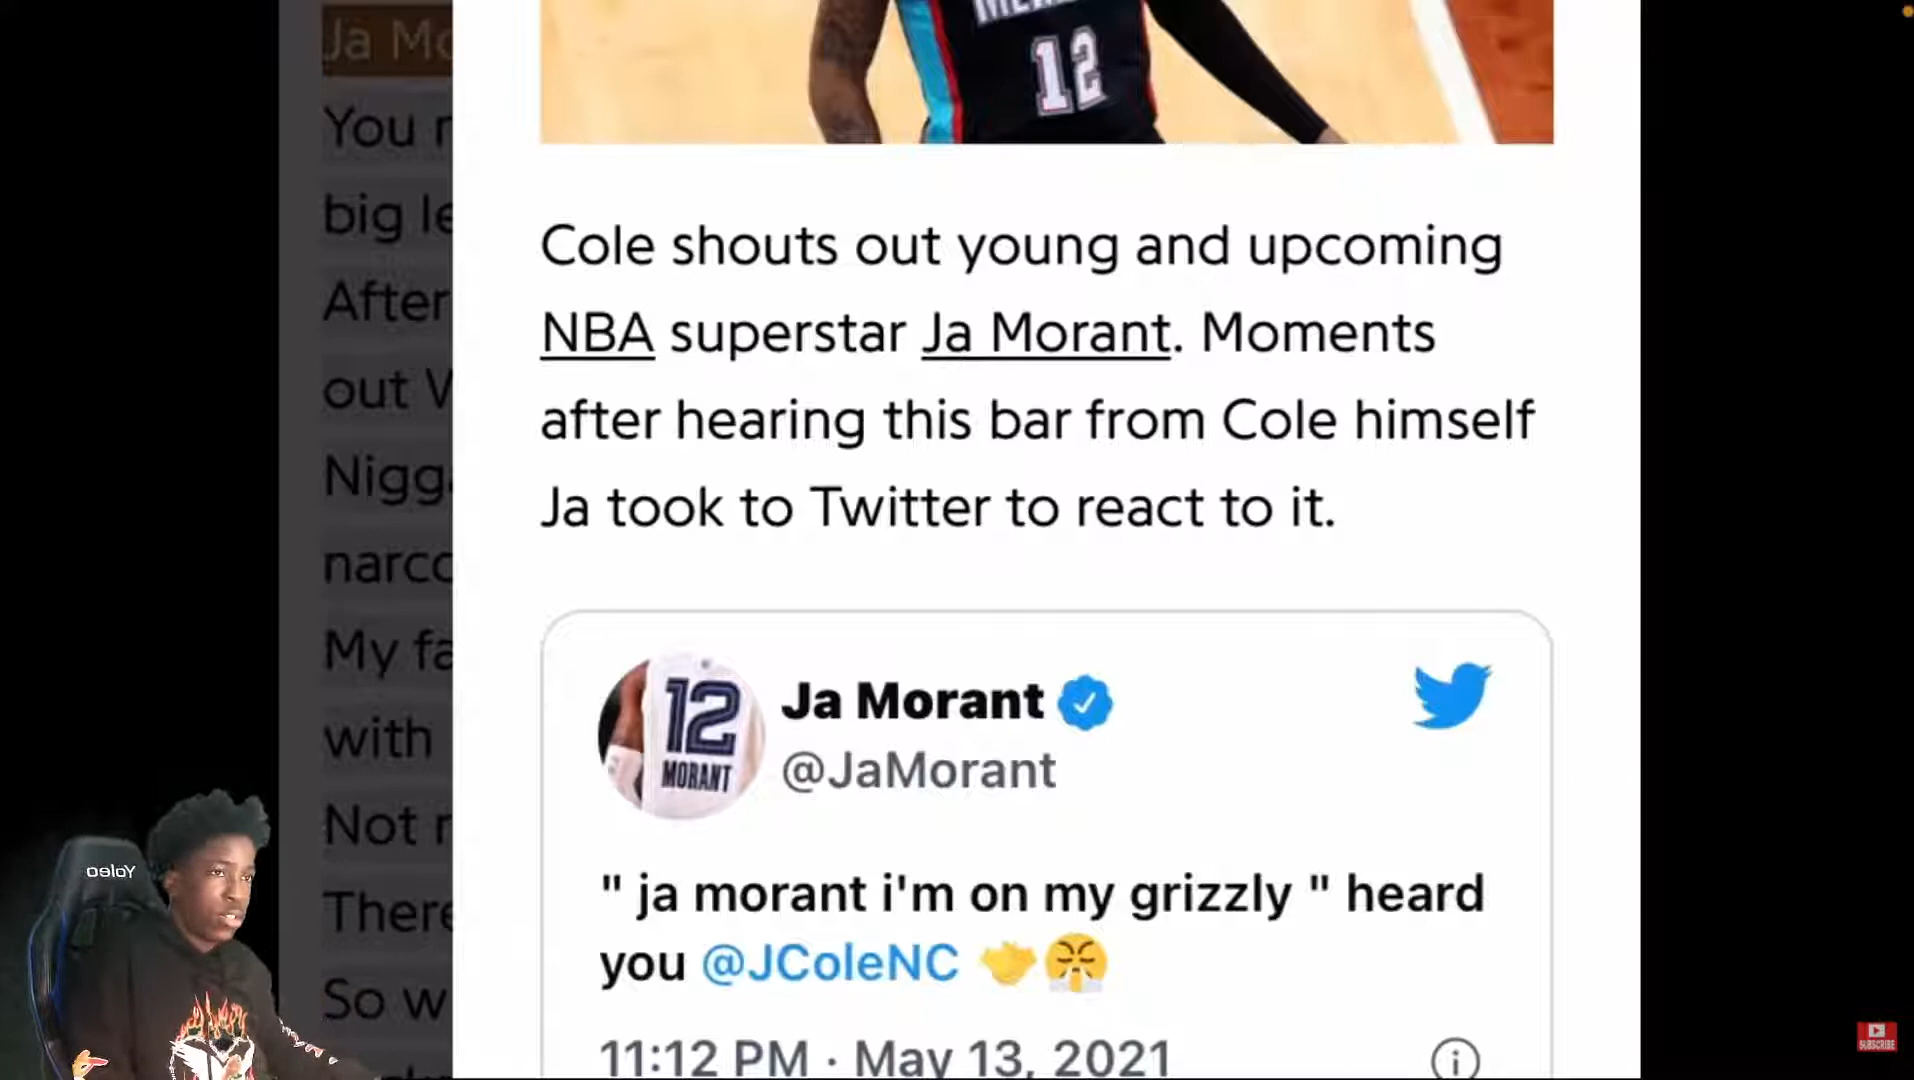 Ja Mo
You r
big le
After
out W
Nigg
narco
My fa
with
Not r
There
So w
12
Cole shouts out young and upcoming
NBA superstar Ja Morant. Moments
after hearing this bar from Cole himself
Ja took to Twitter to react to it.
12
MORANT
Ja Morant
@JaMorant
" ja morant i'm on my grizzly " heard
you @JColeNC
11:12 PM · May 13, 2021
Yoleo
SUBSCRIBE